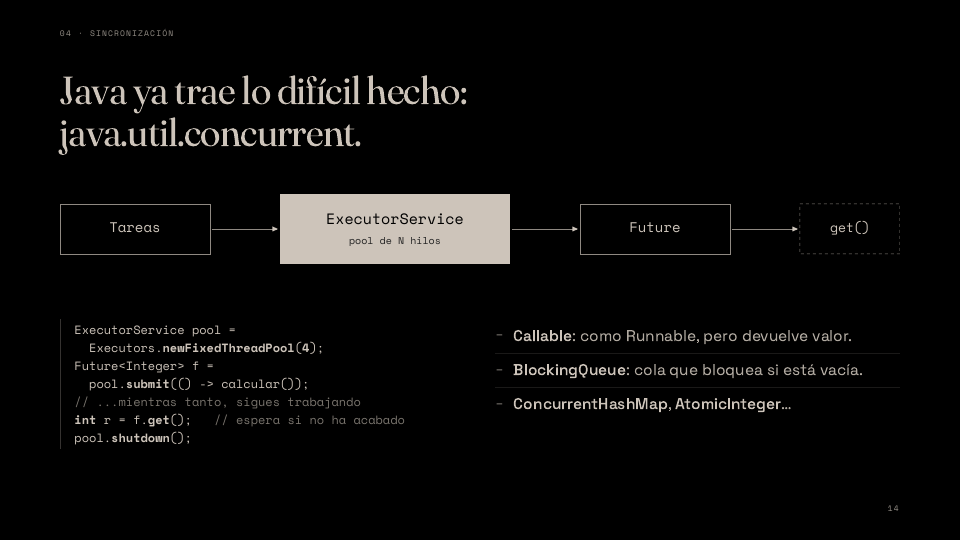 04 · SINCRONIZACIÓN
Java ya trae lo difícil hecho:
java.util.concurrent.
Tareas
ExecutorService
pool de N hilos
Future
get()
ExecutorService pool =
  Executors.newFixedThreadPool(4);
Future<Integer> f =
  pool.submit(() -> calcular());
// ...mientras tanto, sigues trabajando
int r = f.get();   // espera si no ha acabado
pool.shutdown();
– Callable: como Runnable, pero devuelve valor.
– BlockingQueue: cola que bloquea si está vacía.
– ConcurrentHashMap, AtomicInteger…
14